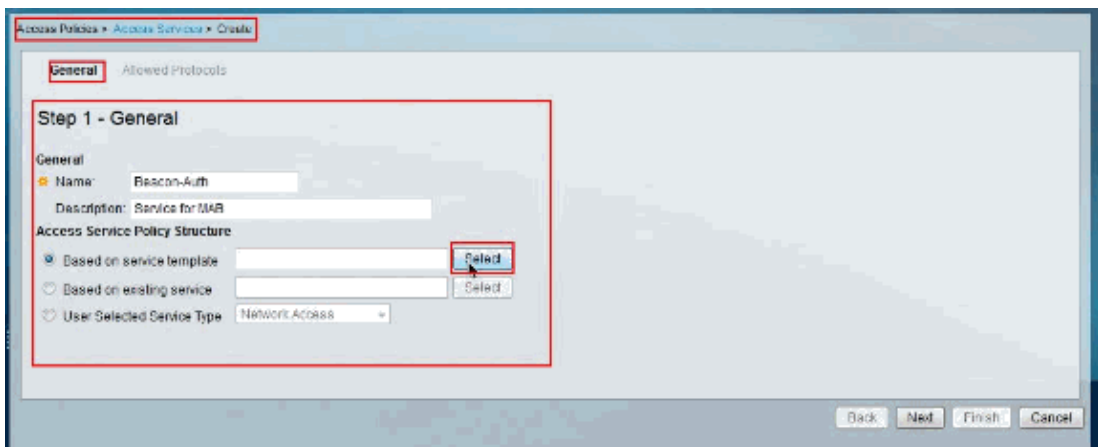 Access Policies > Access Services > Create
General Allowed Protocols
Step 1 - General
General
Name: Beacon-Auth
Description: Service for MAB
Access Service Policy Structure
Based on service template Select
Based on existing service Select
User Selected Service Type Network Access
Back Next Finish Cancel